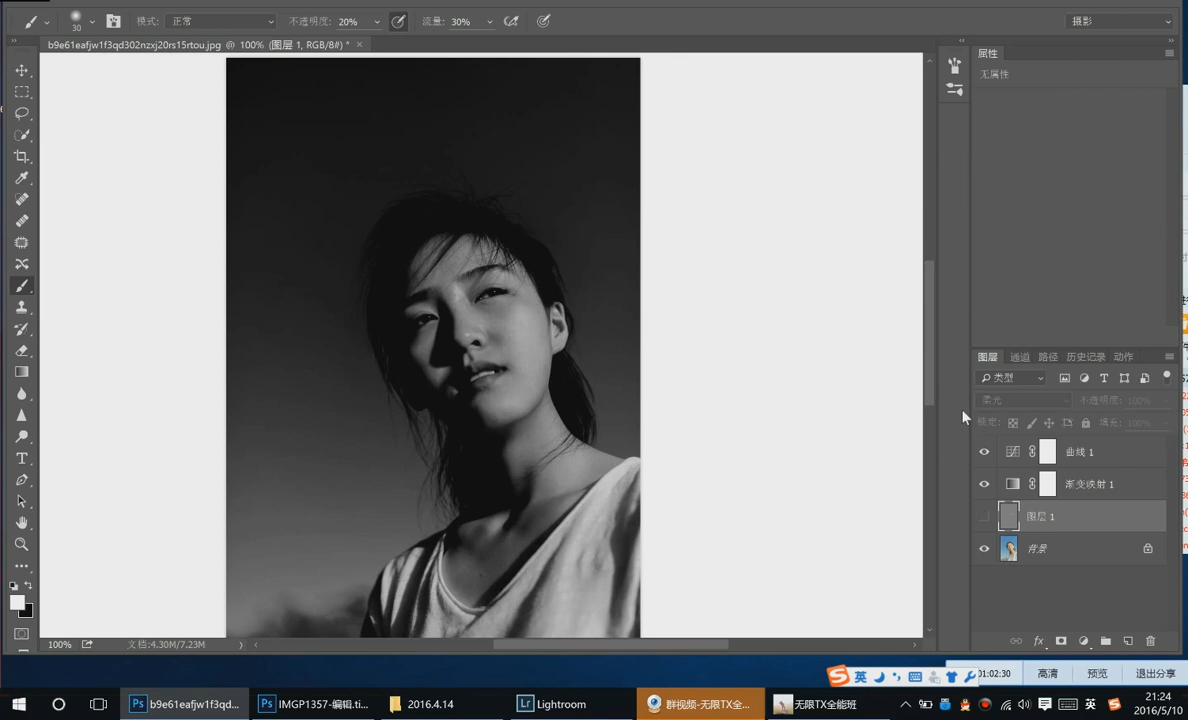 30
模式: 正常
不透明度: 20%
流量: 30%
摄影
b9e61eafjw1f3qd302nzxj20rs15rtou.jpg @ 100% (图层 1, RGB/8#) *
属性
无属性
图层 通道 路径 历史记录 动作
类型
柔光
不透明度: 100%
锁定:
填充: 100%
曲线 1
渐变映射 1
图层 1
背景
100%
文档:4.30M/7.23M
英
01:02:30
高清
预览
退出分享
b9e61eafjw1f3qd...
IMGP1357-编辑.ti...
2016.4.14
Lightroom
群视频-无限TX全...
无限TX全能班
英
21:24
2016/5/10